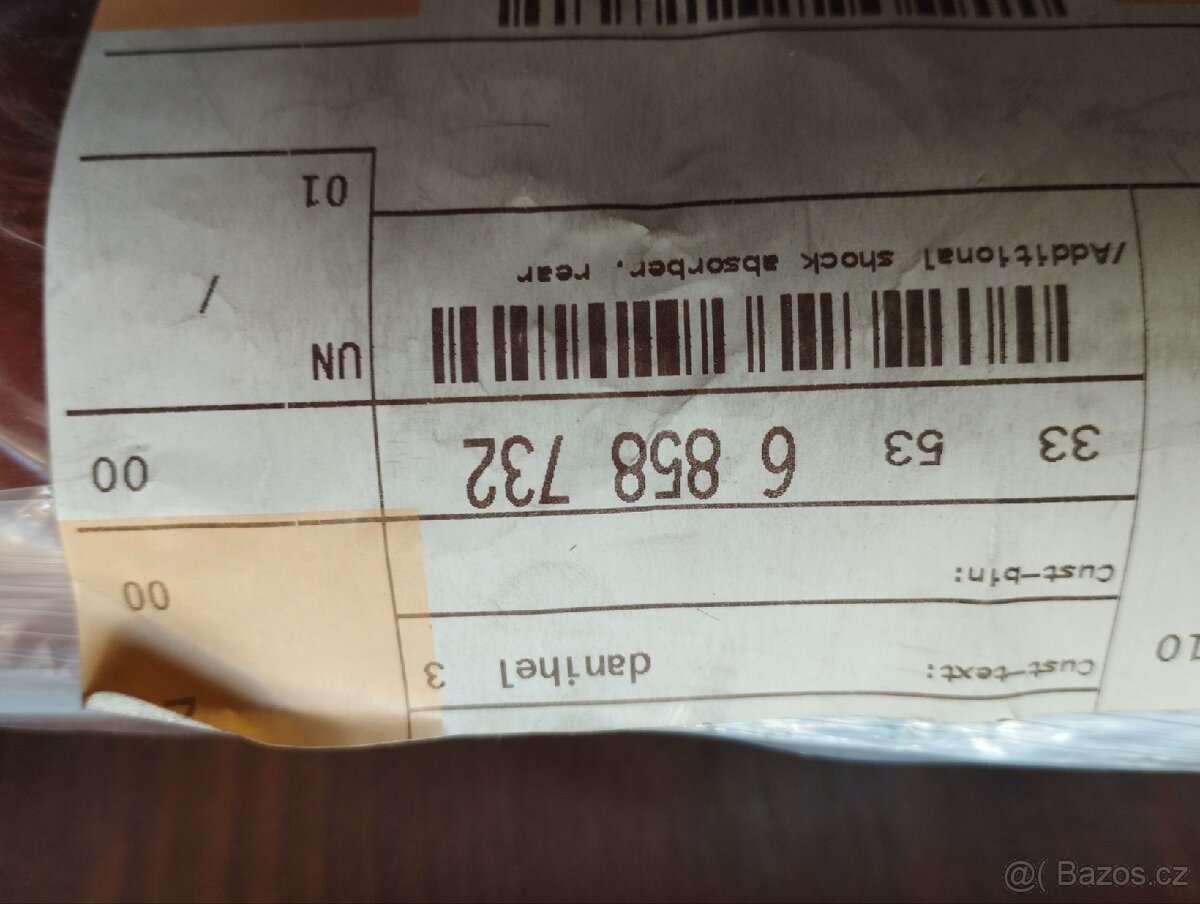 10
Cust-text: danihel 3
Cust-bin:
00
33 53 6 858 732
00
UN
/Additional shock absorber, rear
/
01
@( Bazos.cz